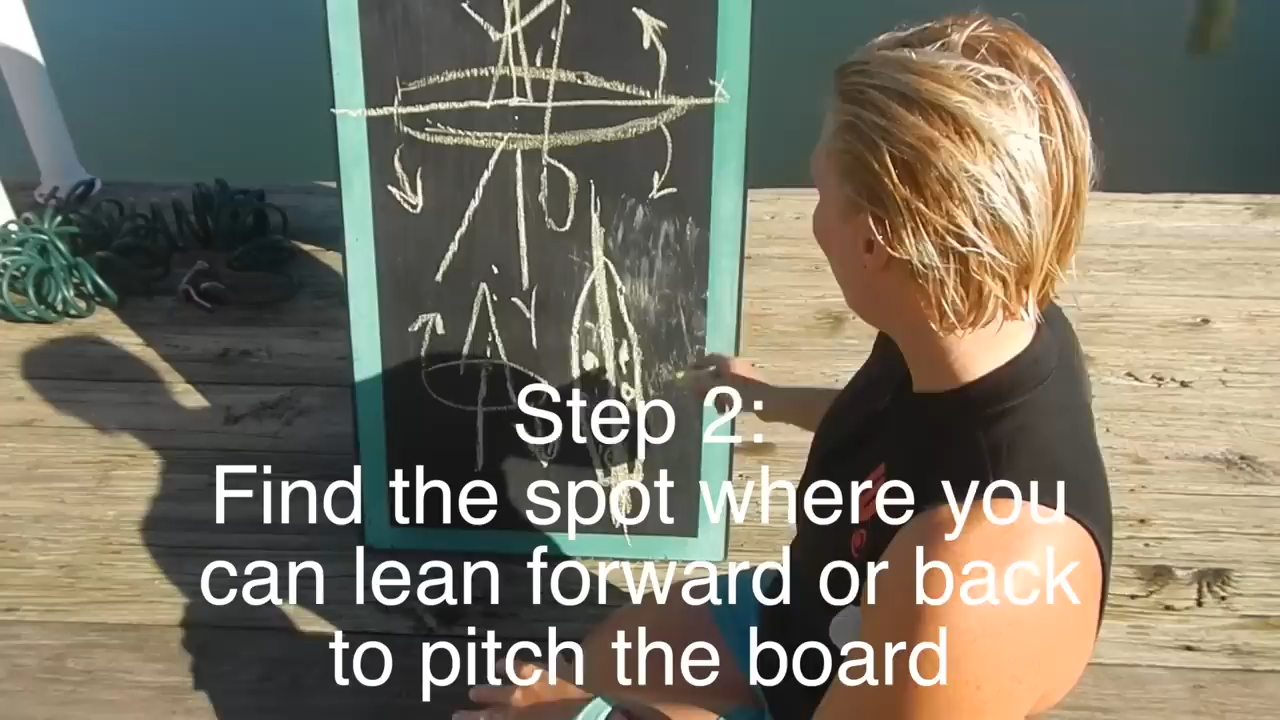 Step 2:
Find the spot where you
can lean forward or back
to pitch the board